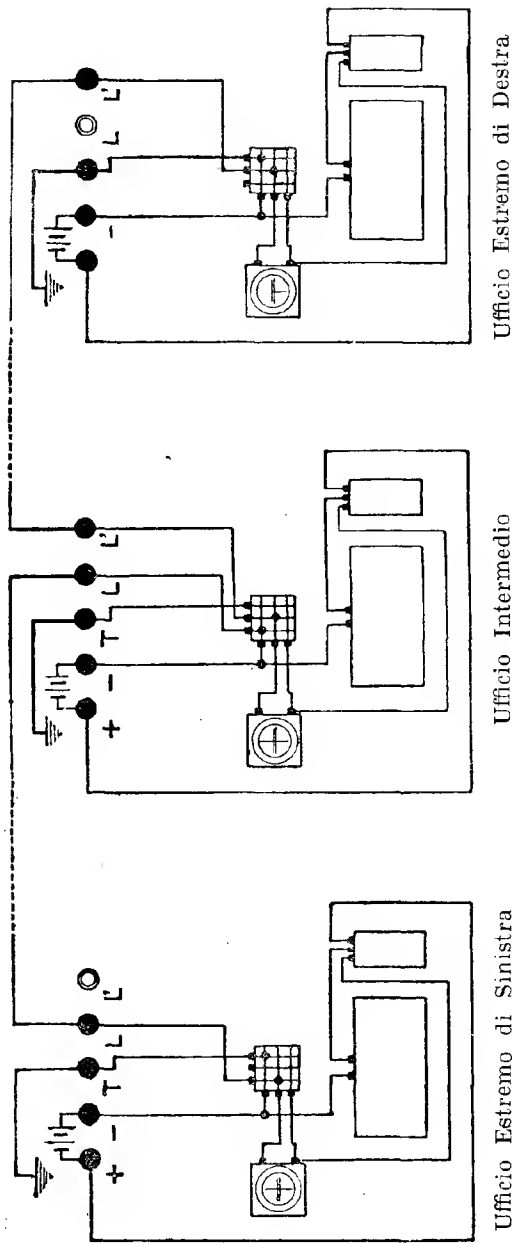 + − T L L'
+ − T L L'
− L L'
Ufficio Estremo di Sinistra
Ufficio Intermedio
Ufficio Estremo di Destra